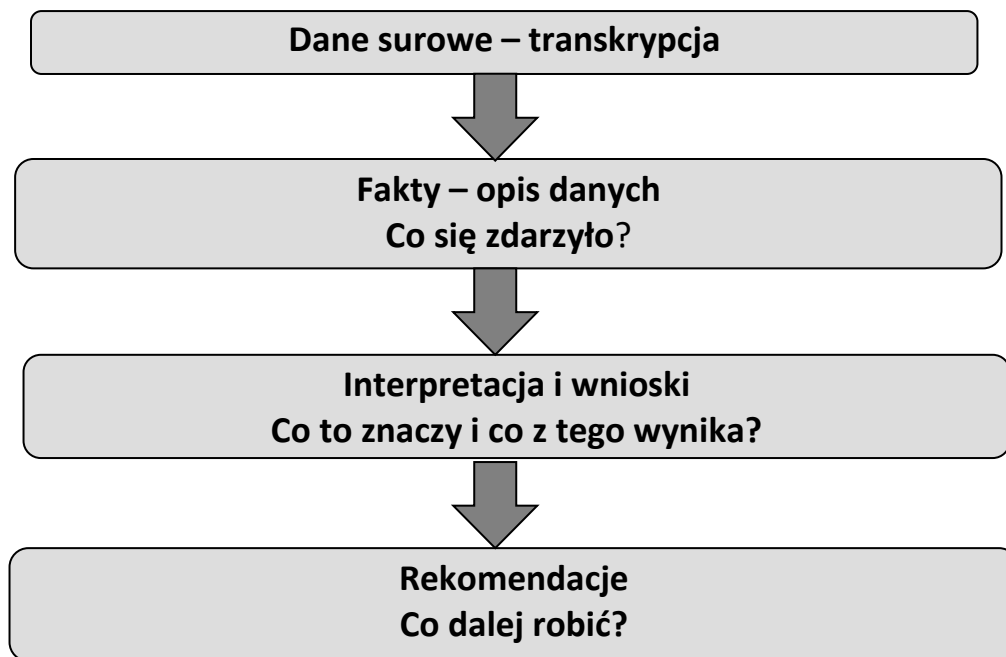 Dane surowe – transkrypcja
Fakty – opis danych
Co się zdarzyło?
Interpretacja i wnioski
Co to znaczy i co z tego wynika?
Rekomendacje
Co dalej robić?